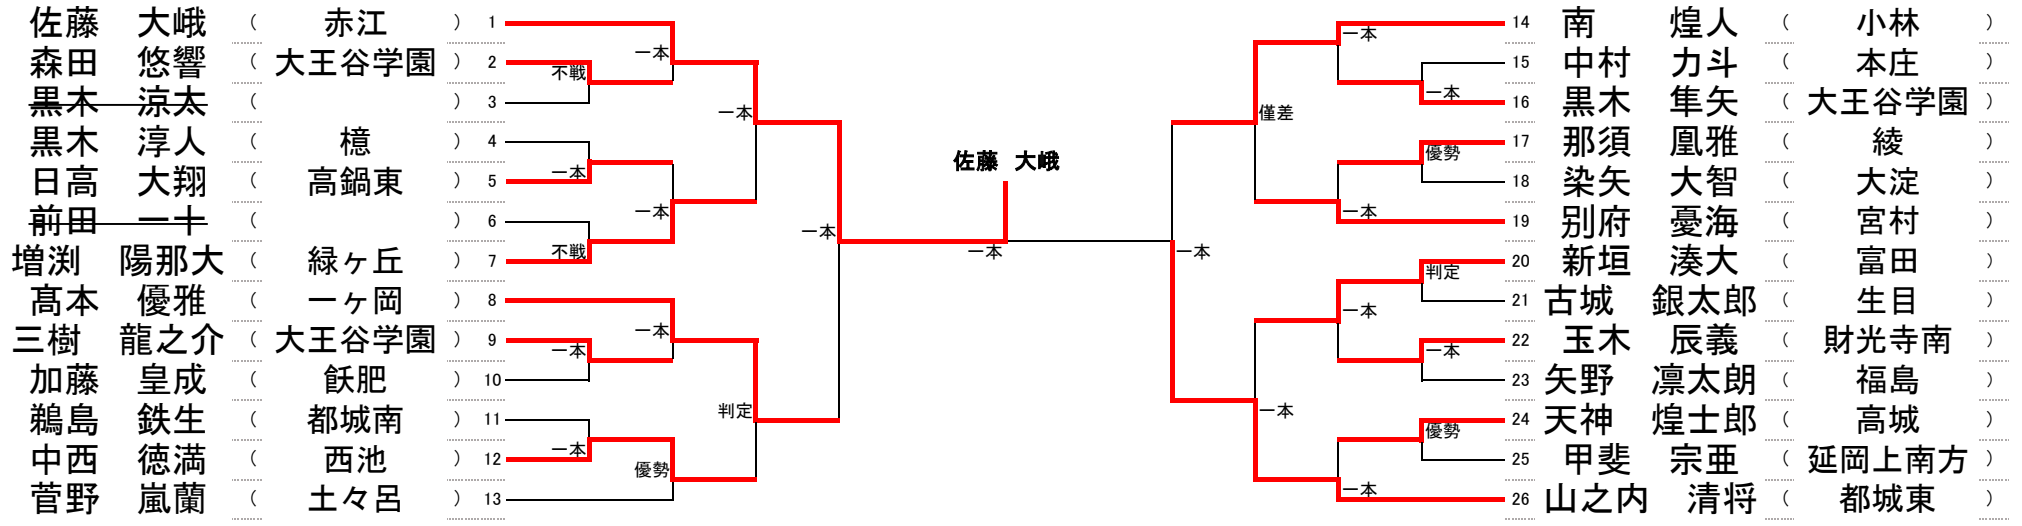 佐藤　大峨 （ 赤江 ） 1
森田　悠響 （ 大王谷学園 ） 2
黒木　涼太 （ ） 3
黒木　淳人 （ 檍 ） 4
日高　大翔 （ 高鍋東 ） 5
前田　一十 （ ） 6
増渕　陽那大 （ 緑ヶ丘 ） 7
髙本　優雅 （ 一ヶ岡 ） 8
三樹　龍之介 （ 大王谷学園 ） 9
加藤　皇成 （ 飫肥 ） 10
鵜島　鉄生 （ 都城南 ） 11
中西　徳満 （ 西池 ） 12
菅野　嵐蘭 （ 土々呂 ） 13
一本
不戦
一本
一本
一本
不戦
一本
一本
一本
判定
一本
優勢
佐藤　大峨
一本
一本
一本
僅差
優勢
一本
一本
判定
一本
一本
一本
優勢
一本
14 南　煌人 （ 小林 ）
15 中村　力斗 （ 本庄 ）
16 黒木　隼矢 （ 大王谷学園 ）
17 那須　凰雅 （ 綾 ）
18 染矢　大智 （ 大淀 ）
19 別府　憂海 （ 宮村 ）
20 新垣　湊大 （ 富田 ）
21 古城　銀太郎 （ 生目 ）
22 玉木　辰義 （ 財光寺南 ）
23 矢野　凛太朗 （ 福島 ）
24 天神　煌士郎 （ 高城 ）
25 甲斐　宗亜 （ 延岡上南方 ）
26 山之内　清将 （ 都城東 ）